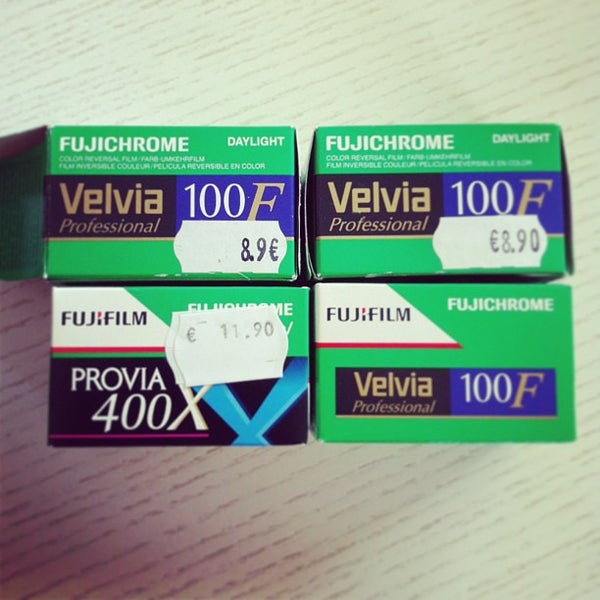 FUJICHROME DAYLIGHT
COLOR REVERSAL FILM/FARB-UMKEHRFILM
FILM INVERSIBLE COULEUR/PELICULA REVERSIBLE EN COLOR
Velvia 100F
Professional
8.9€
FUJICHROME DAYLIGHT
COLOR REVERSAL FILM/FARB-UMKEHRFILM
FILM INVERSIBLE COULEUR/PELICULA REVERSIBLE EN COLOR
Velvia 100F
Professional
€8.90
FUJIFILM FUJICHROME
€ 11.90
PROVIA
400X
FUJIFILM FUJICHROME
Velvia 100F
Professional